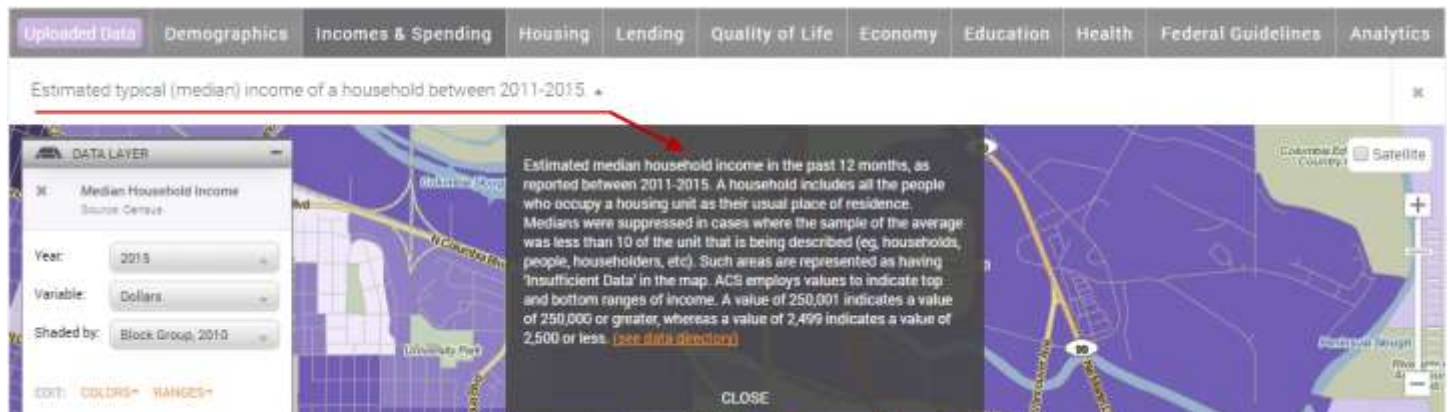 Uploaded Data Demographics Incomes & Spending Housing Lending Quality of Life Economy Education Health Federal Guidelines Analytics
Estimated typical (median) income of a household between 2011-2015
DATA LAYER
Median Household Income
Source: Census
Year: 2015
Variable: Dollars
Shaded by: Block Group, 2010
EDIT: COLORS RANGES
Estimated median household income in the past 12 months, as
reported between 2011-2015. A household includes all the people
who occupy a housing unit as their usual place of residence.
Medians were suppressed in cases where the sample of the average
was less than 10 of the unit that is being described (eg, households,
people, householders, etc). Such areas are represented as having
'Insufficient Data' in the map. ACS employs values to indicate top
and bottom ranges of income. A value of 250,001 indicates a value
of 250,000 or greater, whereas a value of 2,499 indicates a value of
2,500 or less. (see data directory)
CLOSE
Satellite
N Columbia Blvd
University Park
99